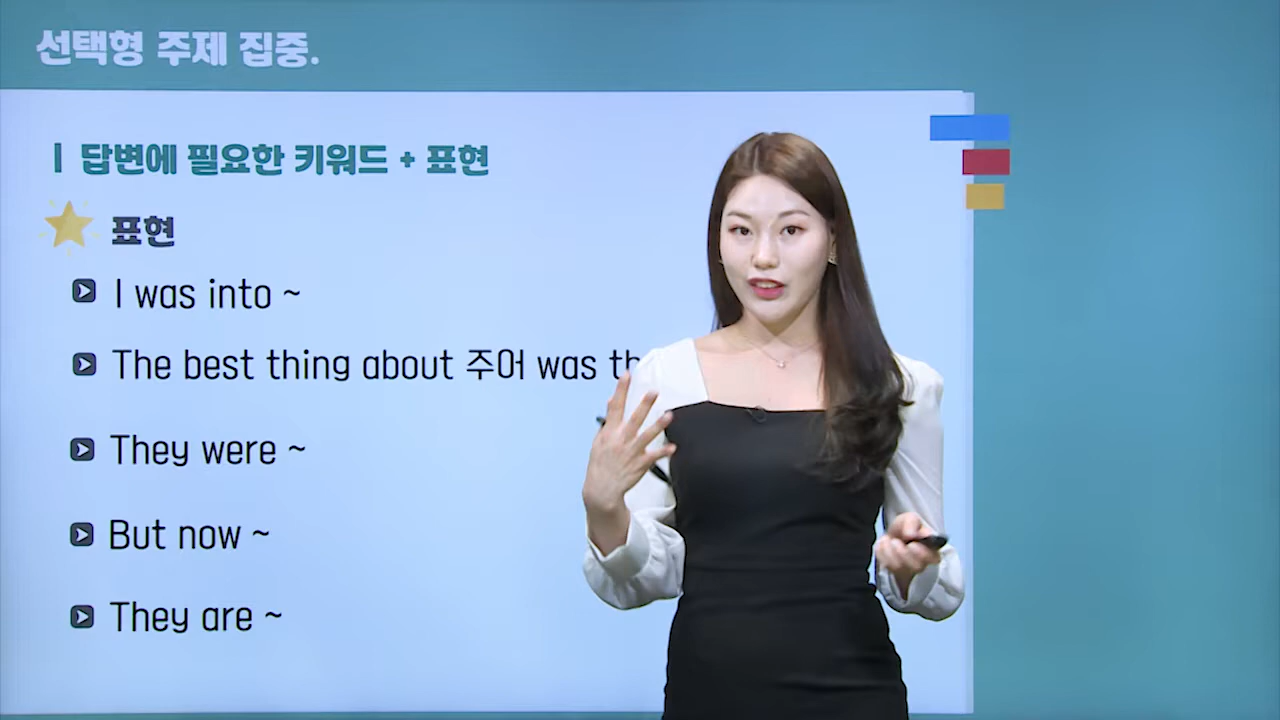 선택형 주제 집중.
| 답변에 필요한 키워드 + 표현
표현
I was into ~
The best thing about 주어 was
They were ~
But now ~
They are ~